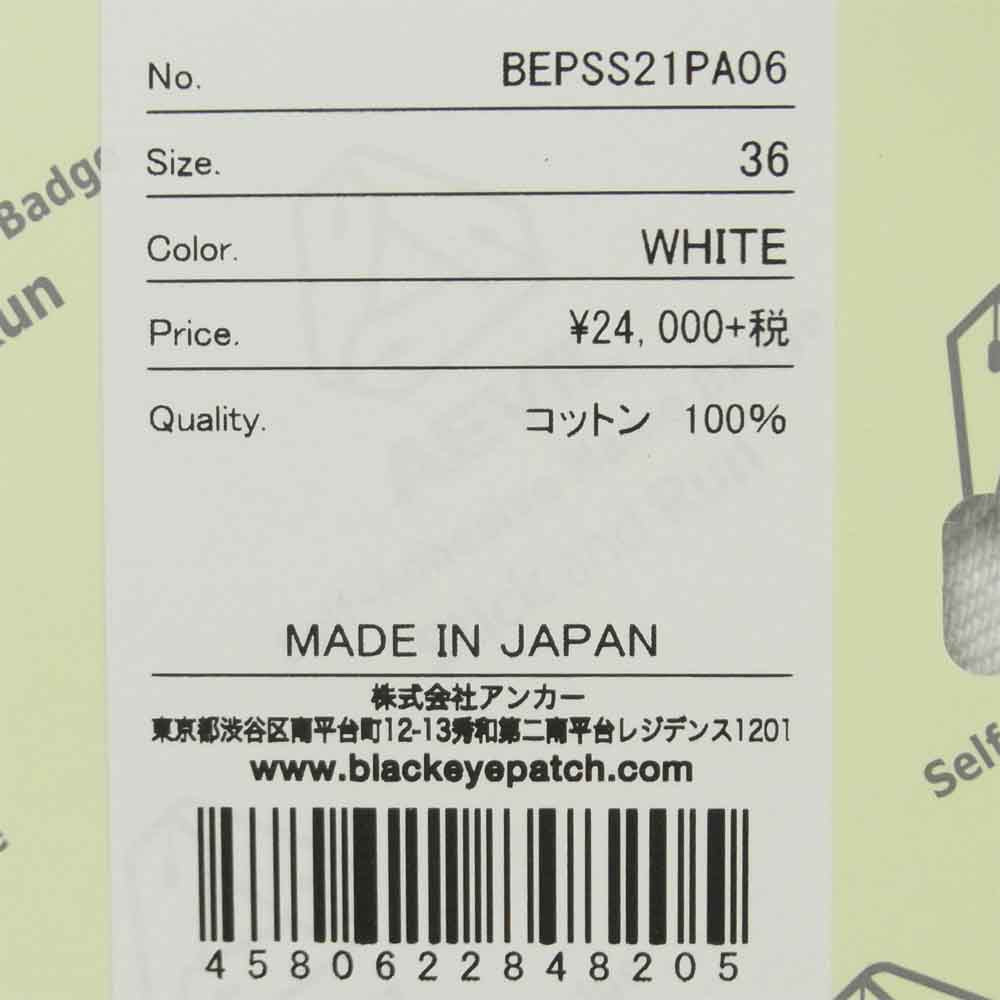 No. BEPSS21PA06
Size. 36
Color. WHITE
Price. ¥24,000+税
Quality. コットン 100%
MADE IN JAPAN
株式会社アンカー
東京都渋谷区南平台町12-13秀和第二南平台レジデンス1201
www.blackeyepatch.com
4580622848205
Badge
un
Self